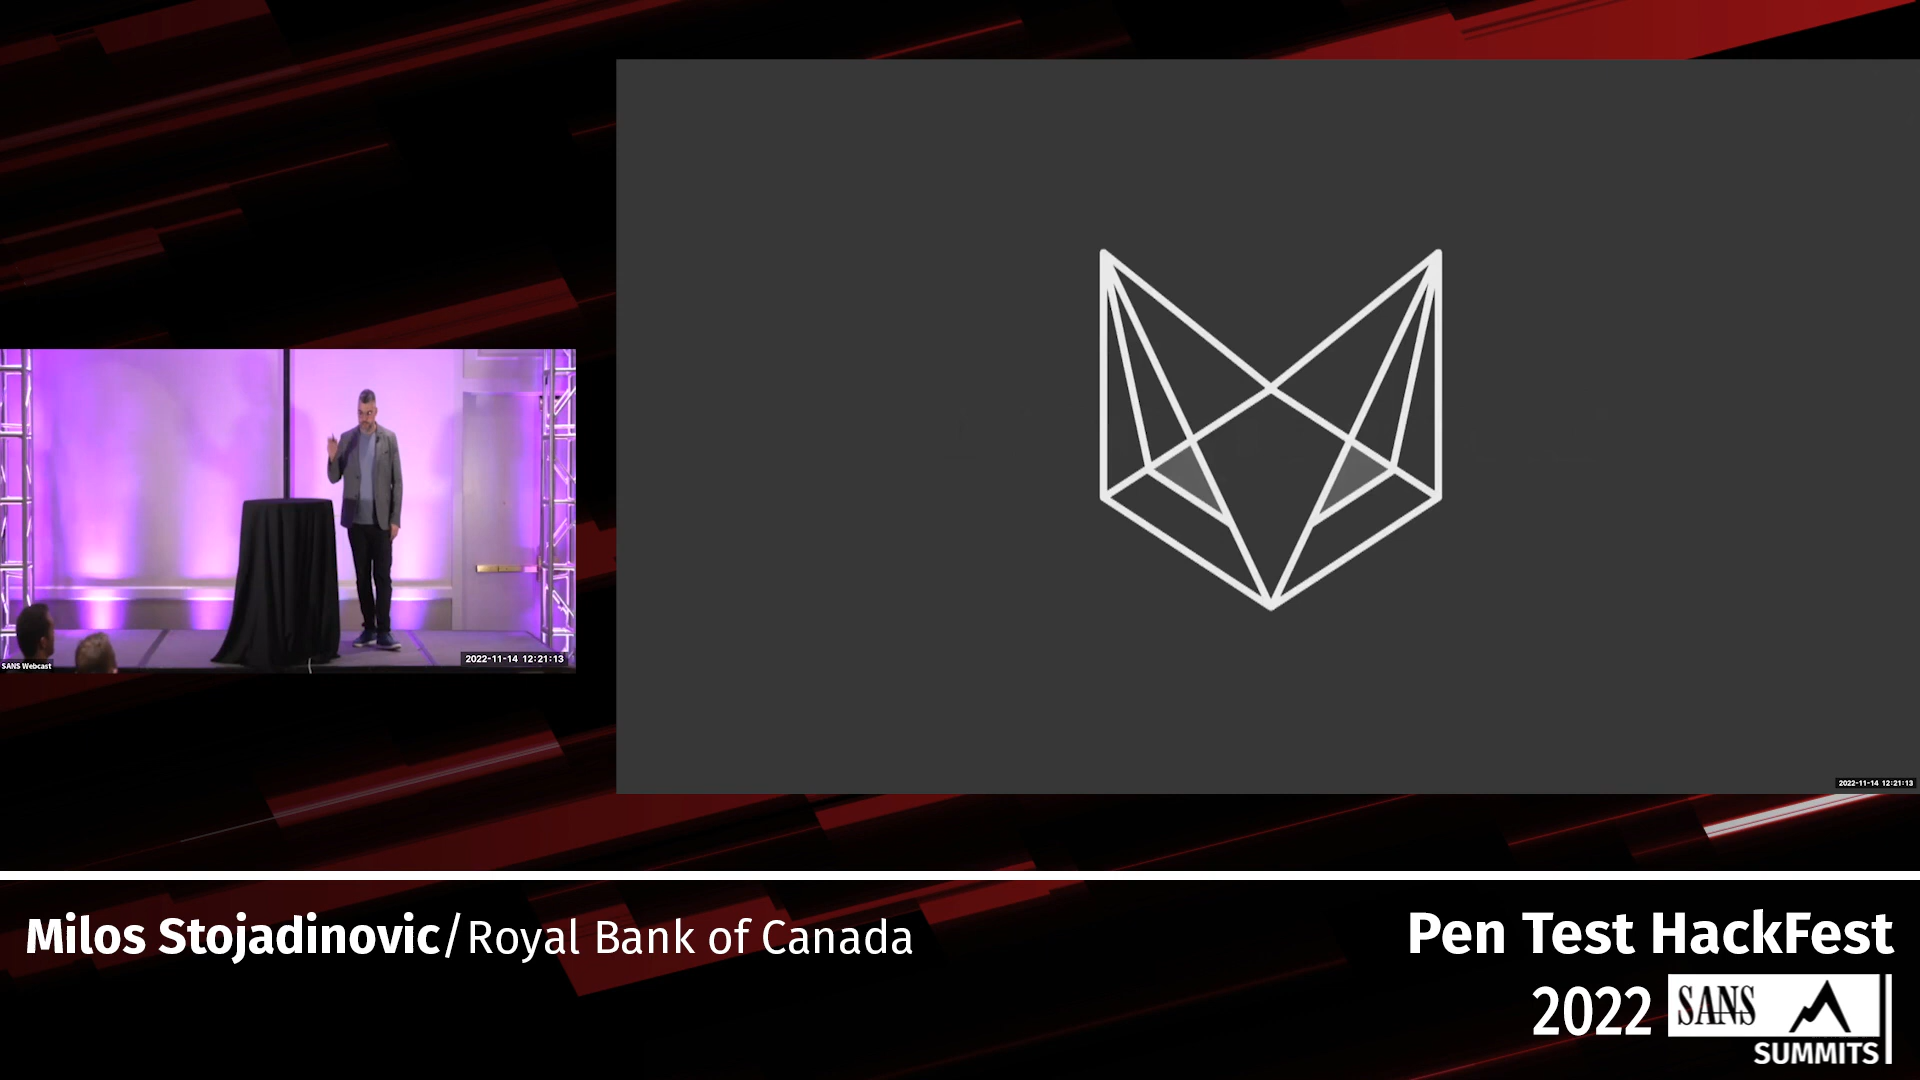 SANS Webcast
2022-11-14 12:21:13
2022-11-14 12:21:13
Milos Stojadinovic/Royal Bank of Canada
Pen Test HackFest
2022
SANS
SUMMITS